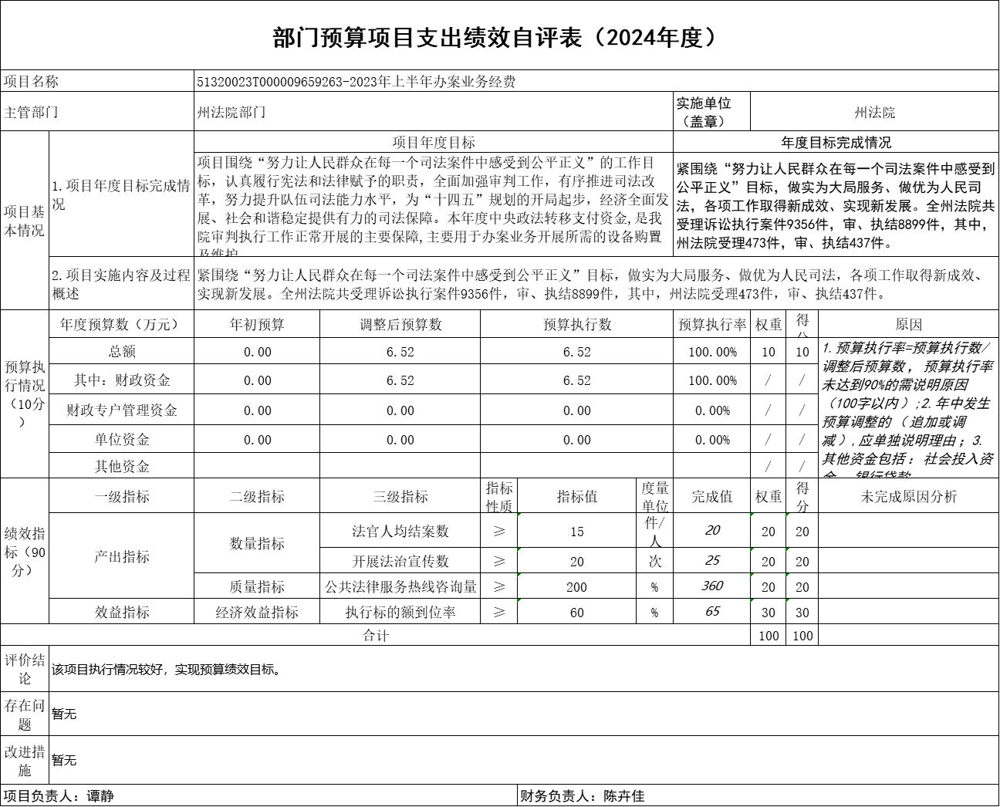 部门预算项目支出绩效自评表（2024年度）
项目名称 51320023T000009659263-2023年上半年办案业务经费
主管部门 州法院部门 实施单位（盖章） 州法院
项目基本情况
1.项目年度目标完成情况
项目年度目标 年度目标完成情况
项目围绕“努力让人民群众在每一个司法案件中感受到公平正义”的工作目
标，认真履行宪法和法律赋予的职责，全面加强审判工作，有序推进司法改
革，努力提升队伍司法能力水平，为“十四五”规划的开局起步，经济全面发
展、社会和谐稳定提供有力的司法保障。本年度中央政法转移支付资金,是我
院审判执行工作正常开展的主要保障,主要用于办案业务开展所需的设备购置
及维护
紧围绕“努力让人民群众在每一个司法案件中感受到
公平正义”目标，做实为大局服务、做优为人民司
法，各项工作取得新成效、实现新发展。全州法院共
受理诉讼执行案件9356件，审、执结8899件，其中，
州法院受理473件，审、执结437件。
2.项目实施内容及过程概述
紧围绕“努力让人民群众在每一个司法案件中感受到公平正义”目标，做实为大局服务、做优为人民司法，各项工作取得新成效、
实现新发展。全州法院共受理诉讼执行案件9356件，审、执结8899件，其中，州法院受理473件，审、执结437件。
预算执行情况（10分）
年度预算数（万元） 年初预算 调整后预算数 预算执行数 预算执行率 权重 得分 原因
总额 0.00 6.52 6.52 100.00% 10 10
其中：财政资金 0.00 6.52 6.52 100.00% / /
财政专户管理资金 0.00 0.00 0.00 0.00% / /
单位资金 0.00 0.00 0.00 0.00% / /
其他资金 / /
1.预算执行率=预算执行数/
调整后预算数，预算执行率
未达到90%的需说明原因
（100字以内）;2.年中发生
预算调整的（追加或调
减）,应单独说明理由；3.
其他资金包括：社会投入资
金、银行贷款
绩效指标（90分）
一级指标 二级指标 三级指标 指标性质 指标值 度量单位 完成值 权重 得分 未完成原因分析
产出指标 数量指标 法官人均结案数 ≥ 15 件/人 20 20 20
开展法治宣传数 ≥ 20 次 25 20 20
质量指标 公共法律服务热线咨询量 ≥ 200 % 360 20 20
效益指标 经济效益指标 执行标的额到位率 ≥ 60 % 65 30 30
合计 100 100
评价结论 该项目执行情况较好，实现预算绩效目标。
存在问题 暂无
改进措施 暂无
项目负责人：谭静 财务负责人：陈卉佳